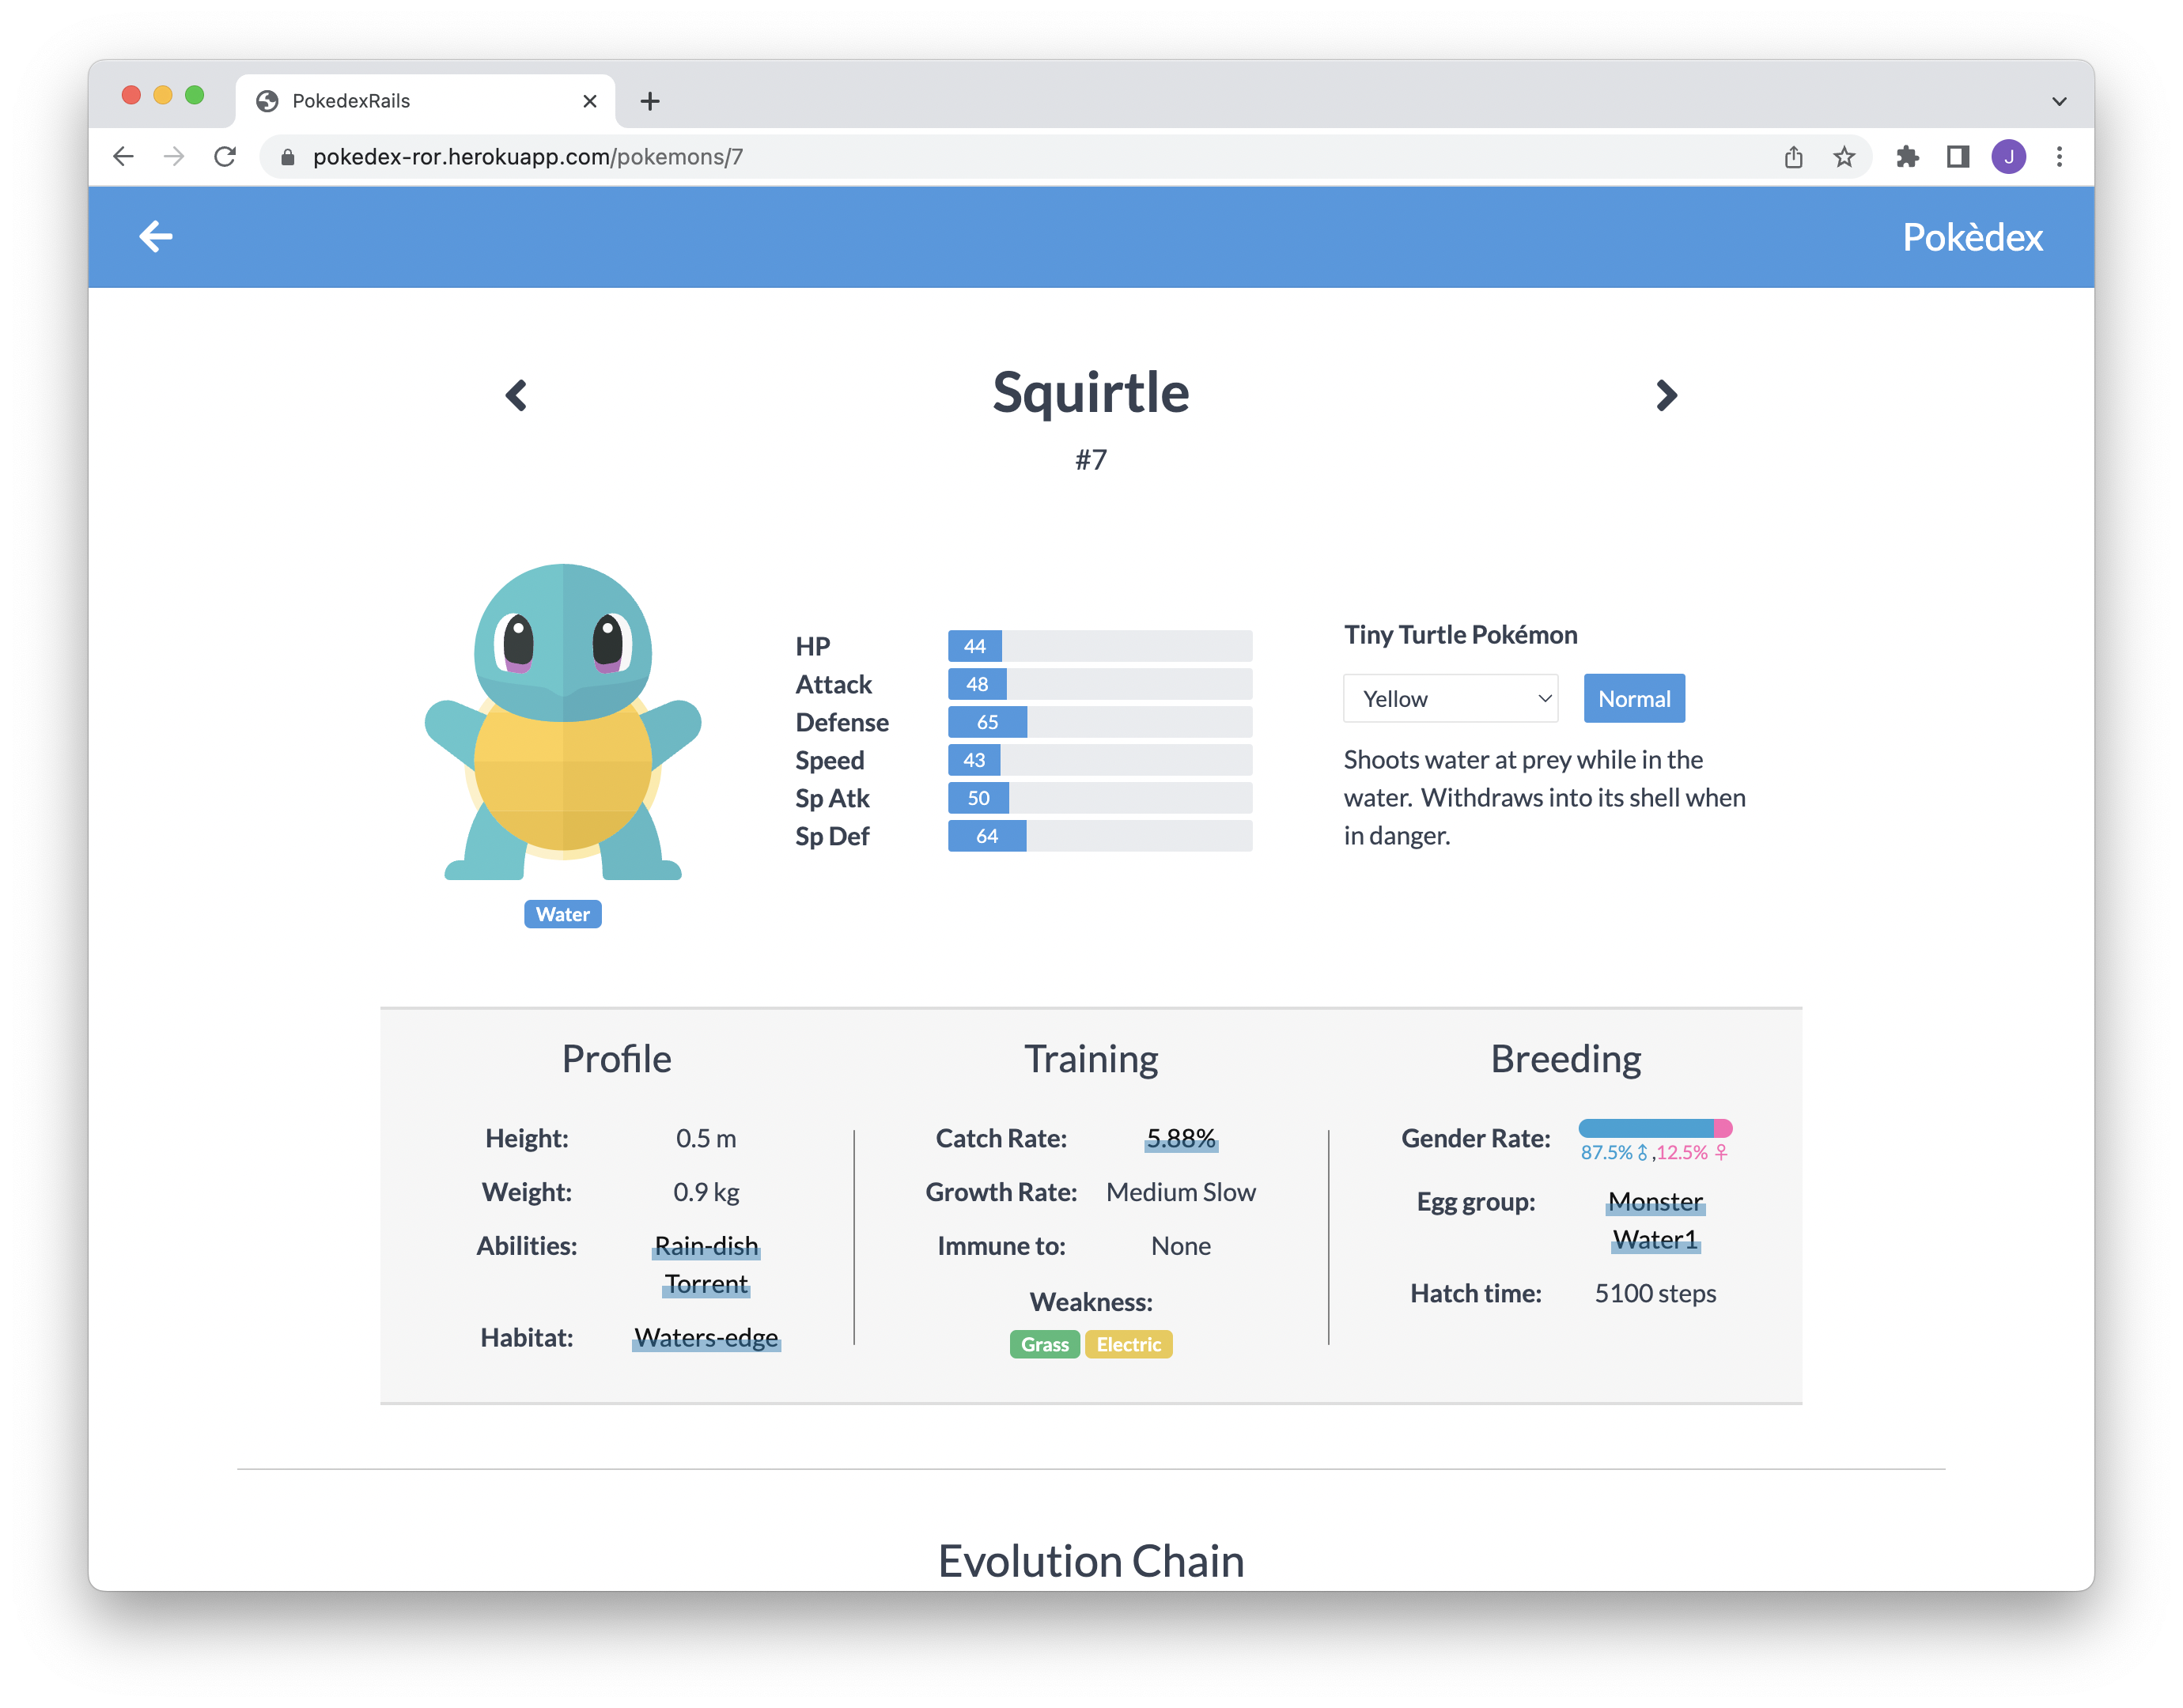 PokedexRails
pokedex-ror.herokuapp.com/pokemons/7
J
Pokèdex
Squirtle
#7
HP 44
Attack 48
Defense 65
Speed 43
Sp Atk 50
Sp Def 64
Tiny Turtle Pokémon
Yellow Normal
Shoots water at prey while in the
water. Withdraws into its shell when
in danger.
Water
Profile
Height: 0.5 m
Weight: 0.9 kg
Abilities: Rain-dish
Torrent
Habitat: Waters-edge
Training
Catch Rate: 5.88%
Growth Rate: Medium Slow
Immune to: None
Weakness:
Grass Electric
Breeding
Gender Rate: 87.5% ♂,12.5% ♀
Egg group: Monster
Water1
Hatch time: 5100 steps
Evolution Chain